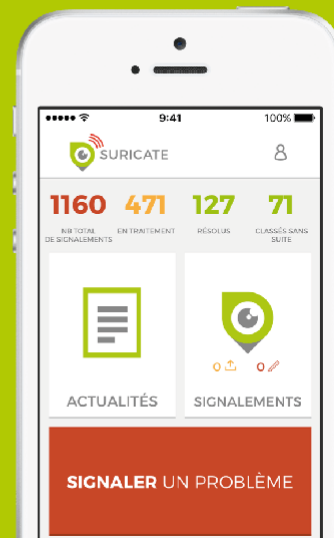 9:41
100%
SURICATE
1160 471 127 71
NB TOTAL DE SIGNALEMENTS
EN TRAITEMENT
RÉSOLUS
CLASSÉS SANS SUITE
0 0
ACTUALITÉS SIGNALEMENTS
SIGNALER UN PROBLÈME